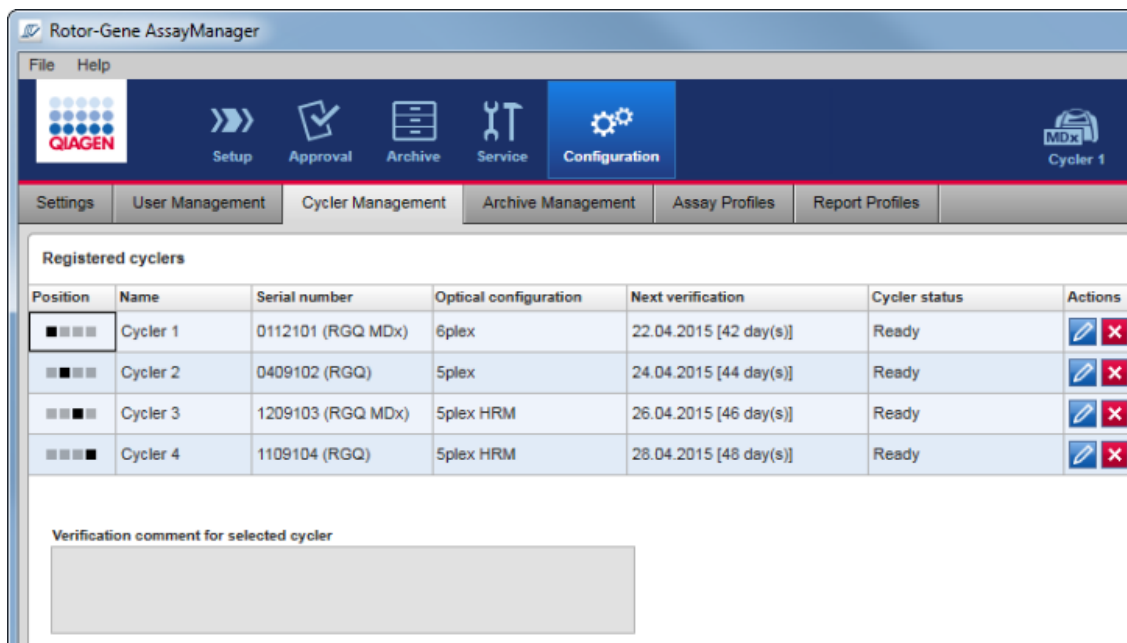 Rotor-Gene AssayManager
File Help
QIAGEN
Setup Approval Archive Service Configuration
MDx
Cycler 1
Settings User Management Cycler Management Archive Management Assay Profiles Report Profiles
Registered cyclers
Position Name Serial number Optical configuration Next verification Cycler status Actions
Cycler 1 0112101 (RGQ MDx) 6plex 22.04.2015 [42 day(s)] Ready
Cycler 2 0409102 (RGQ) 5plex 24.04.2015 [44 day(s)] Ready
Cycler 3 1209103 (RGQ MDx) 5plex HRM 26.04.2015 [46 day(s)] Ready
Cycler 4 1109104 (RGQ) 5plex HRM 28.04.2015 [48 day(s)] Ready
Verification comment for selected cycler